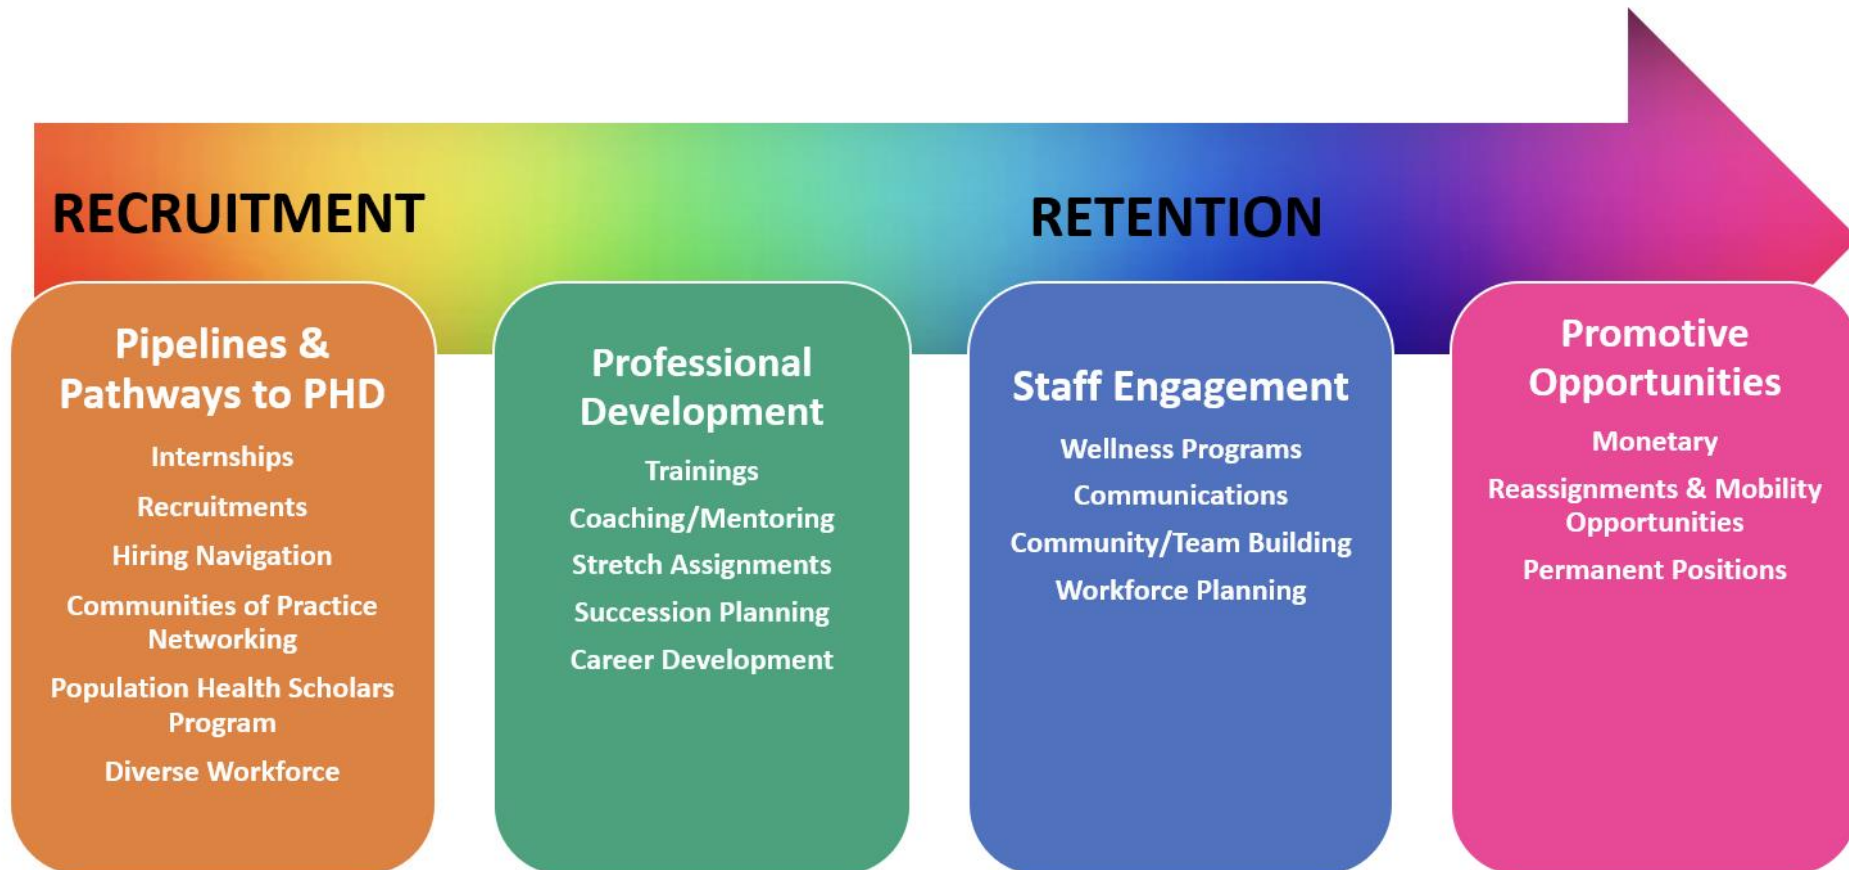 RECRUITMENT
RETENTION
Pipelines &
Pathways to PHD
Internships
Recruitments
Hiring Navigation
Communities of Practice
Networking
Population Health Scholars
Program
Diverse Workforce
Professional
Development
Trainings
Coaching/Mentoring
Stretch Assignments
Succession Planning
Career Development
Staff Engagement
Wellness Programs
Communications
Community/Team Building
Workforce Planning
Promotive
Opportunities
Monetary
Reassignments & Mobility
Opportunities
Permanent Positions